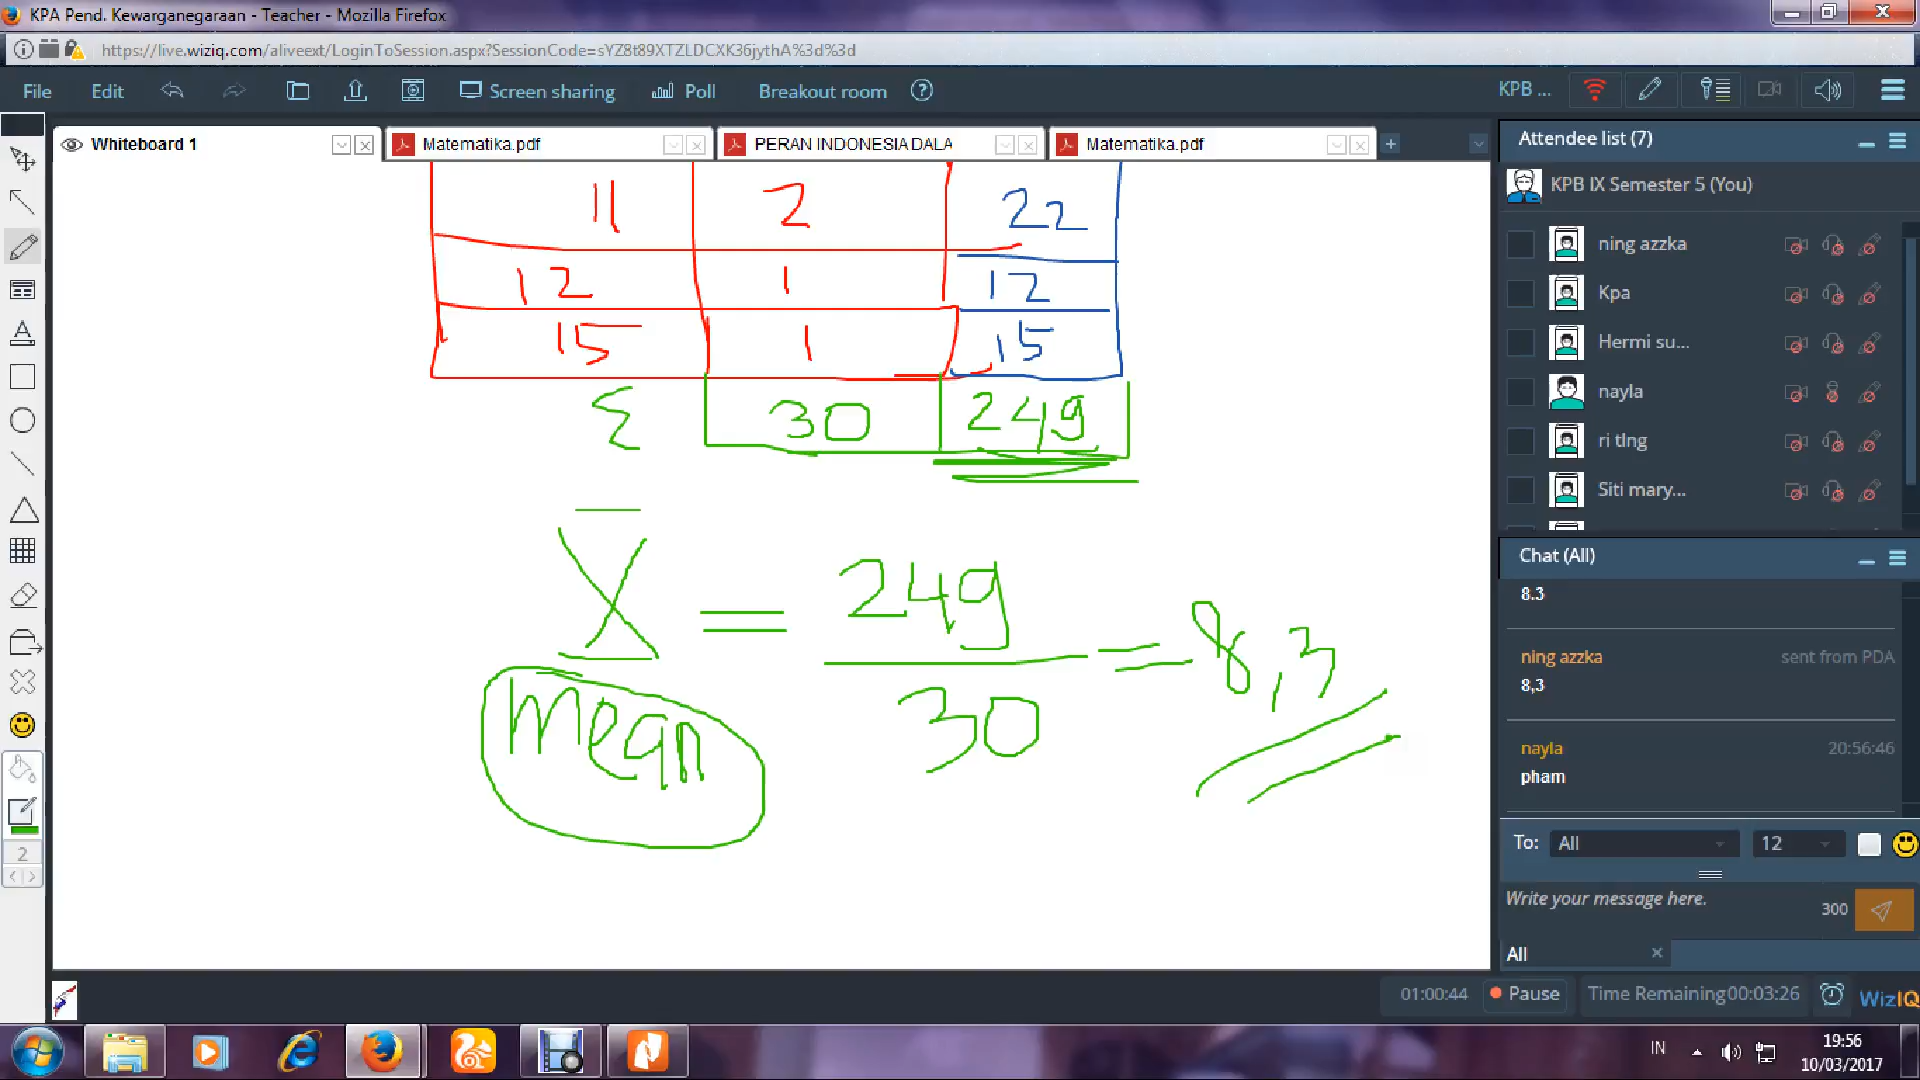 KPA Pend. Kewarganegaraan - Teacher - Mozilla Firefox
https://live.wiziq.com/aliveext/LoginToSession.aspx?SessionCode=sYZ8t89XTZLDCXK36jythA%3d%3d
File Edit Screen sharing Poll Breakout room ? KPB ...
Whiteboard 1 Matematika.pdf PERAN INDONESIA DALA Matematika.pdf +
11 2 22
12 1 12
15 1 15
Σ 30 249
X = 249 / 30 = 8,3
mean
2
Attendee list (7)
KPB IX Semester 5 (You)
ning azzka
Kpa
Hermi su...
nayla
ri tlng
Siti mary...
Chat (All)
8.3
ning azzka sent from PDA
8,3
nayla 20:56:46
pham
To: All 12
Write your message here. 300
All
01:00:44 Pause Time Remaining 00:03:26 WizIQ
IN 19:56
10/03/2017